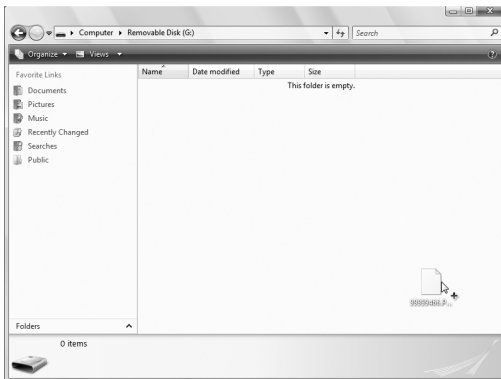 Computer ▸ Removable Disk (G:)
Search
Organize ▾ Views ▾
Favorite Links
Documents
Pictures
Music
Recently Changed
Searches
Public
Name Date modified Type Size
This folder is empty.
Folders
0 items